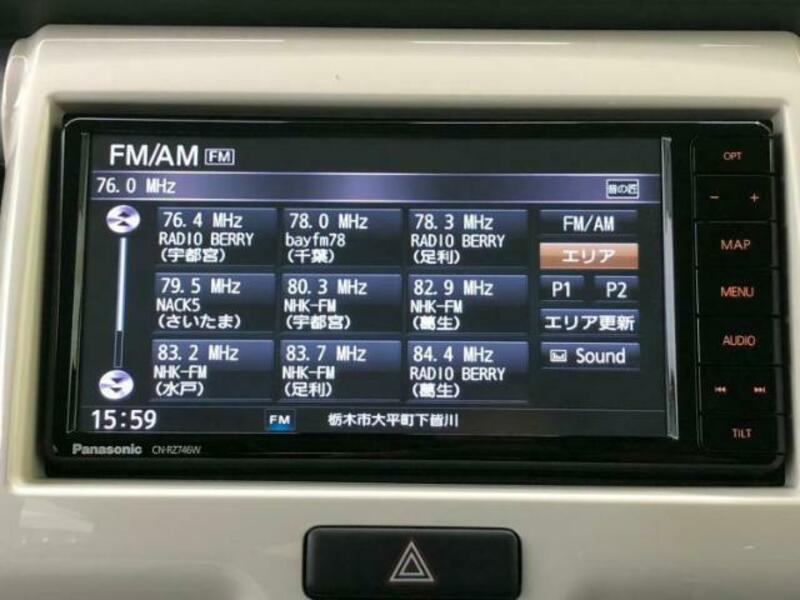 FM/AM FM
76.0 MHz 音の匠
76.4 MHz
RADIO BERRY
(宇都宮)
78.0 MHz
bayfm78
(千葉)
78.3 MHz
RADIO BERRY
(足利)
79.5 MHz
NACK5
(さいたま)
80.3 MHz
NHK-FM
(宇都宮)
82.9 MHz
NHK-FM
(葛生)
83.2 MHz
NHK-FM
(水戸)
83.7 MHz
NHK-FM
(足利)
84.4 MHz
RADIO BERRY
(葛生)
FM/AM
エリア
P1 P2
エリア更新
Sound
15:59 FM 栃木市大平町下皆川
Panasonic CN-RZ746W
OPT
- +
MAP
MENU
AUDIO
TILT